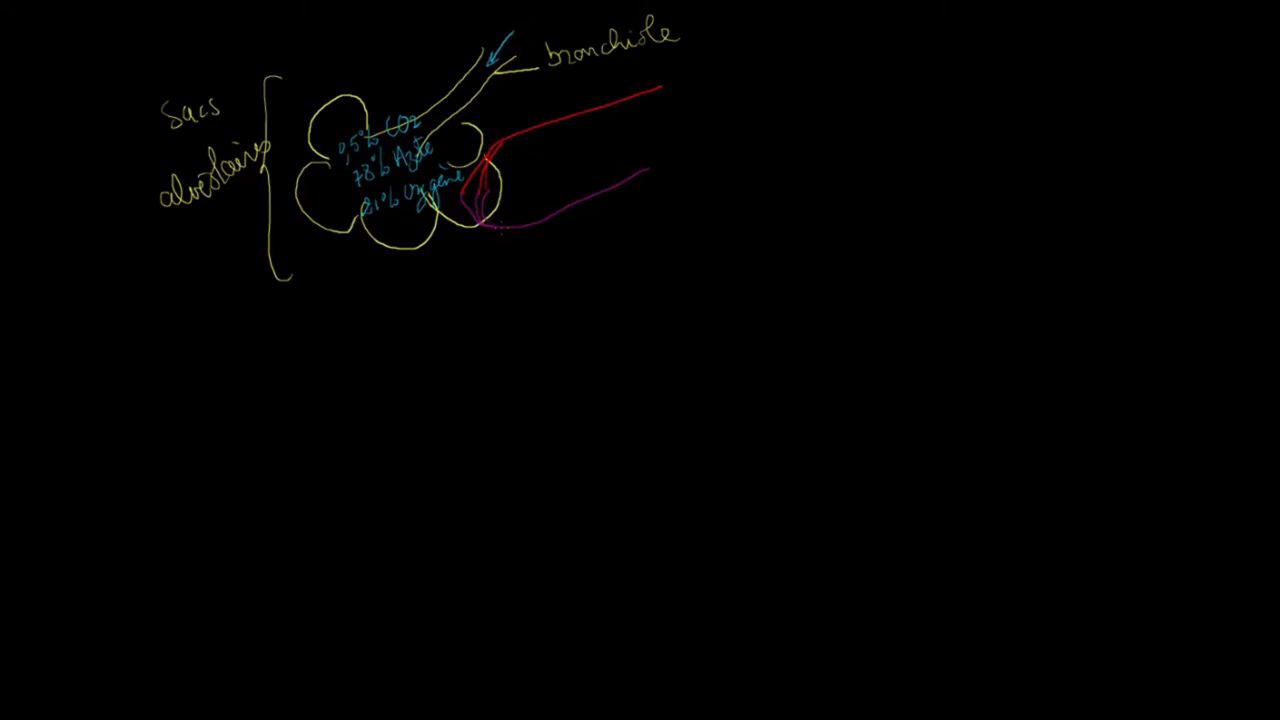 bronchiole
Sacs
alvéolaires
0,5% CO2
78% Azote
21% Oxygène